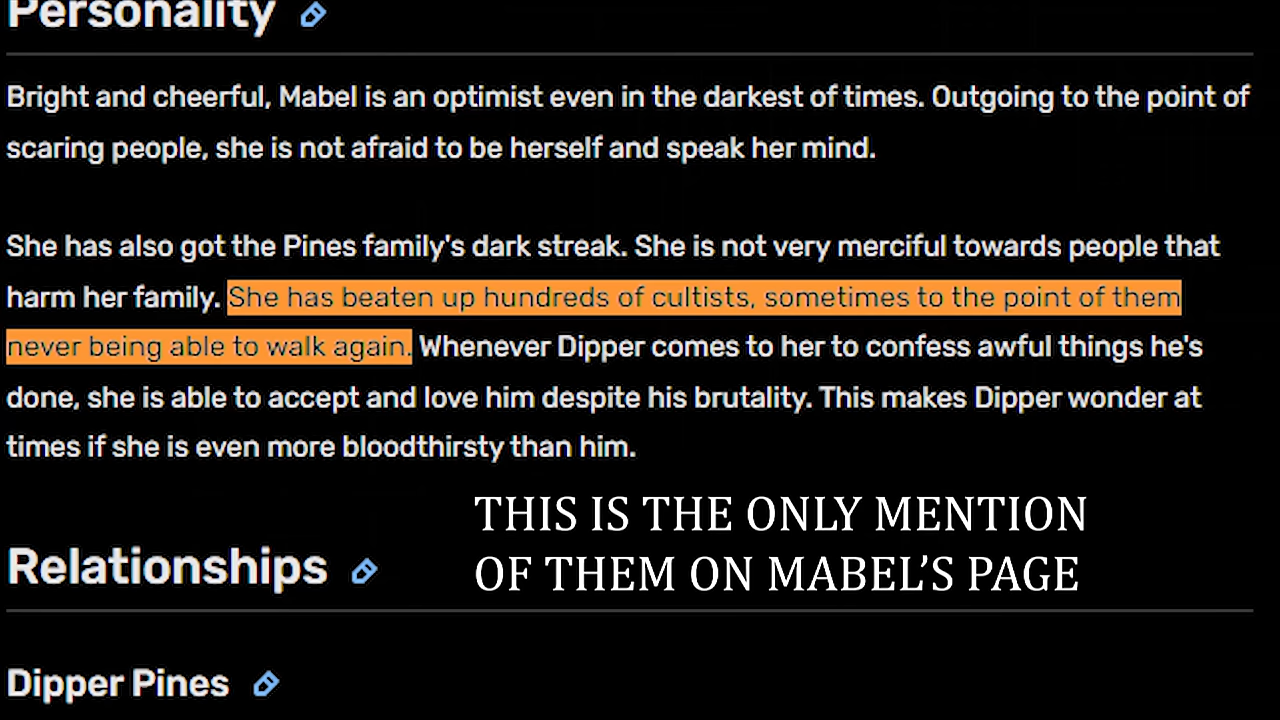 Personality
Bright and cheerful, Mabel is an optimist even in the darkest of times. Outgoing to the point of
scaring people, she is not afraid to be herself and speak her mind.
She has also got the Pines family's dark streak. She is not very merciful towards people that
harm her family. She has beaten up hundreds of cultists, sometimes to the point of them
never being able to walk again. Whenever Dipper comes to her to confess awful things he's
done, she is able to accept and love him despite his brutality. This makes Dipper wonder at
times if she is even more bloodthirsty than him.
THIS IS THE ONLY MENTION
OF THEM ON MABEL’S PAGE
Relationships
Dipper Pines